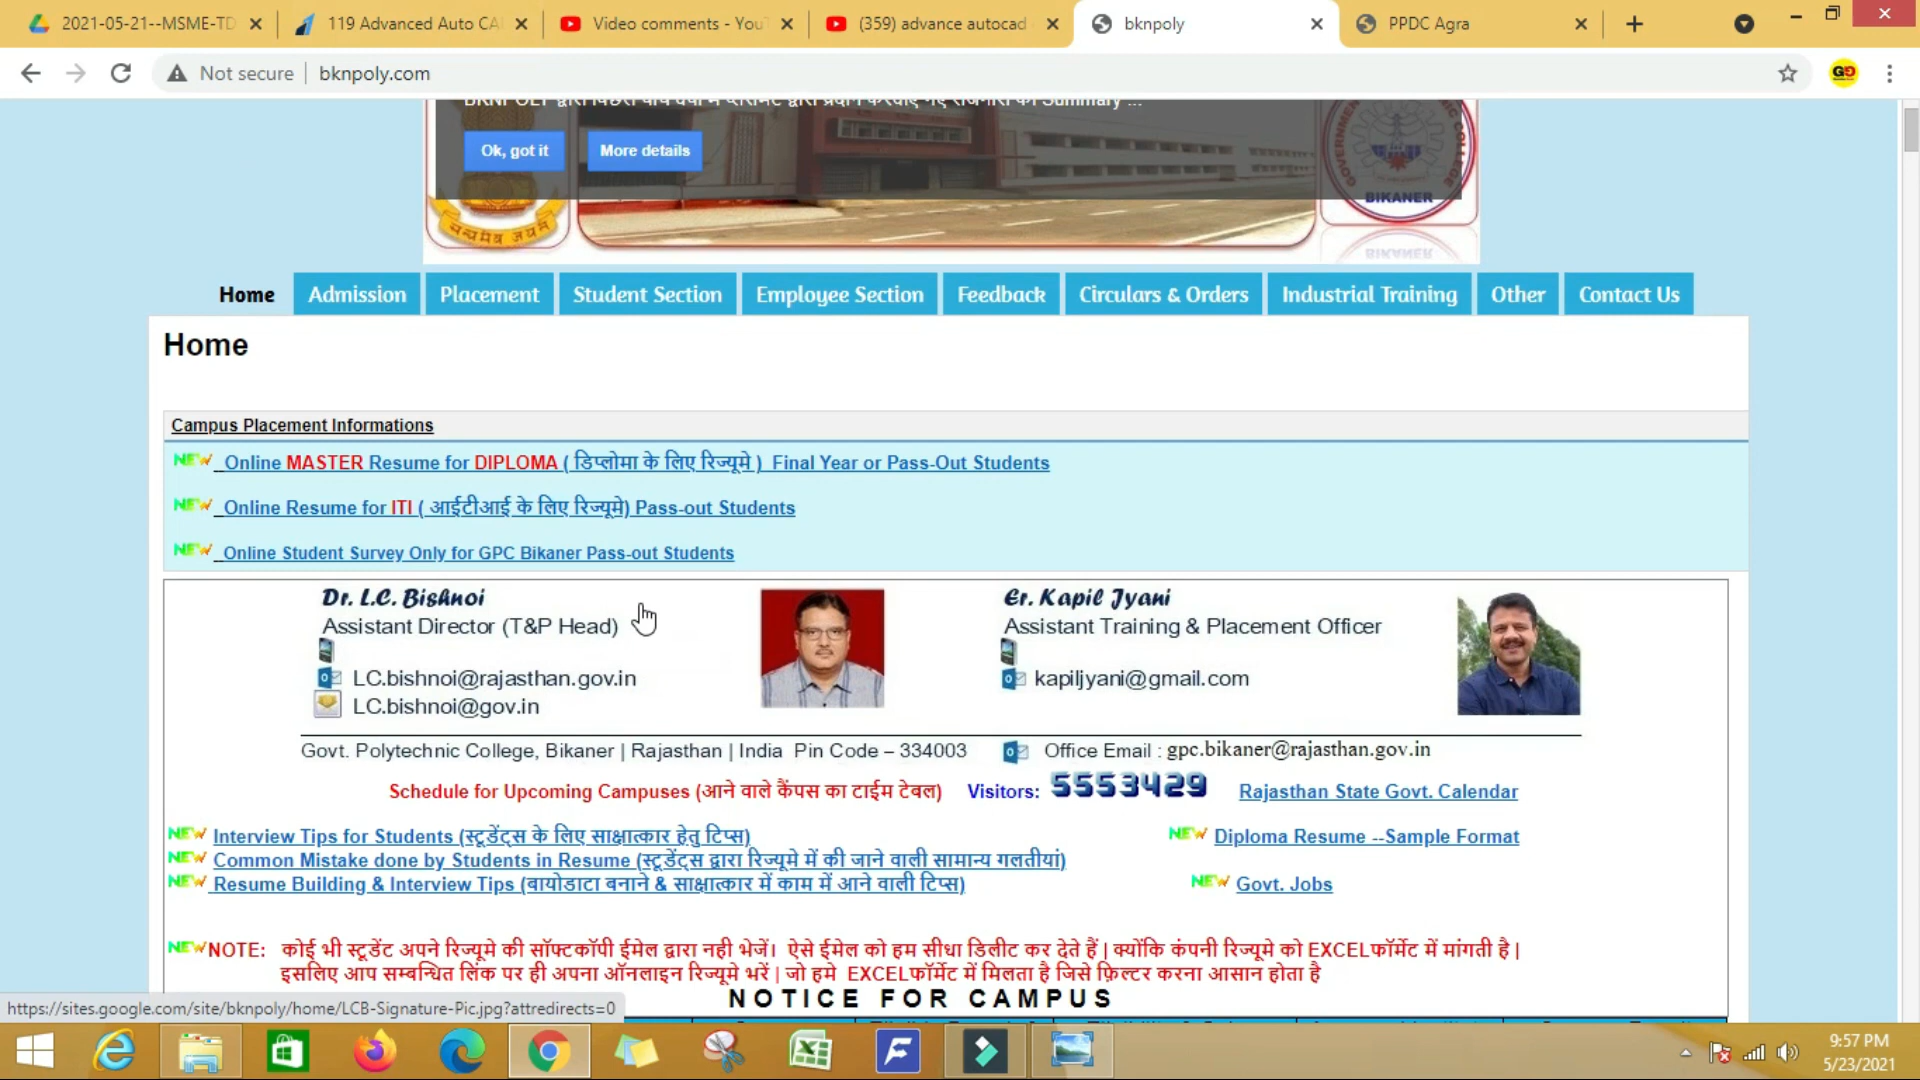 2021-05-21--MSME-TD
119 Advanced Auto CA
Video comments - YouT
(359) advance autocad
bknpoly
PPDC Agra
Not secure
bknpoly.com
Ok, got it
More details
सत्यमेव जयते
BIKANER
Home
Admission
Placement
Student Section
Employee Section
Feedback
Circulars & Orders
Industrial Training
Other
Contact Us
Home
Campus Placement Informations
NEW Online MASTER Resume for DIPLOMA ( डिप्लोमा के लिए रिज्यूमे ) Final Year or Pass-Out Students
NEW Online Resume for ITI ( आईटीआई के लिए रिज्यूमे) Pass-out Students
NEW Online Student Survey Only for GPC Bikaner Pass-out Students
Dr. L.C. Bishnoi
Assistant Director (T&P Head)
LC.bishnoi@rajasthan.gov.in
LC.bishnoi@gov.in
Er. Kapil Jyani
Assistant Training & Placement Officer
kapiljyani@gmail.com
Govt. Polytechnic College, Bikaner | Rajasthan | India Pin Code – 334003
Office Email : gpc.bikaner@rajasthan.gov.in
Schedule for Upcoming Campuses (आने वाले कैंपस का टाईम टेबल)
Visitors: 5553429
Rajasthan State Govt. Calendar
NEW Interview Tips for Students (स्टूडेंट्स के लिए साक्षात्कार हेतु टिप्स)
NEW Diploma Resume --Sample Format
NEW Common Mistake done by Students in Resume (स्टूडेंट्स द्वारा रिज्यूमे में की जाने वाली सामान्य गलतीयां)
NEW Resume Building & Interview Tips (बायोडाटा बनाने & साक्षात्कार में काम में आने वाली टिप्स)
NEW Govt. Jobs
NEW NOTE: कोई भी स्टूडेंट अपने रिज्यूमे की सॉफ्टकॉपी ईमेल द्वारा नही भेजें। ऐसे ईमेल को हम सीधा डिलीट कर देते हैं | क्योंकि कंपनी रिज्यूमे को EXCELफॉर्मेट में मांगती है |
इसलिए आप सम्बन्धित लिंक पर ही अपना ऑनलाइन रिज्यूमे भरें | जो हमे EXCELफॉर्मेट में मिलता है जिसे फ़िल्टर करना आसान होता है
NOTICE FOR CAMPUS
https://sites.google.com/site/bknpoly/home/LCB-Signature-Pic.jpg?attredirects=0
9:57 PM
5/23/2021